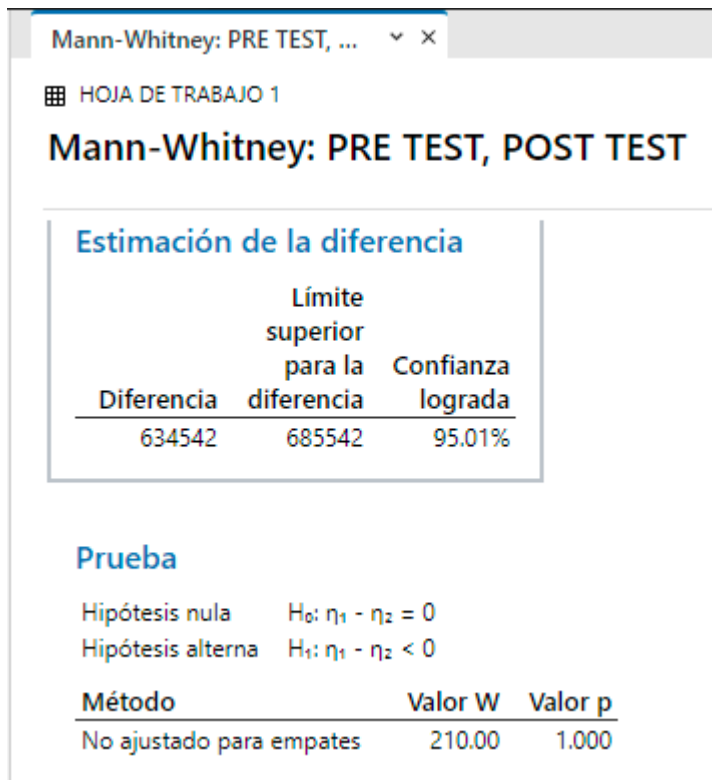 Mann-Whitney: PRE TEST, ...
HOJA DE TRABAJO 1
Mann-Whitney: PRE TEST, POST TEST
Estimación de la diferencia
Límite
superior
para la Confianza
Diferencia diferencia lograda
634542 685542 95.01%
Prueba
Hipótesis nula H₀: η₁ - η₂ = 0
Hipótesis alterna H₁: η₁ - η₂ < 0
Método Valor W Valor p
No ajustado para empates 210.00 1.000